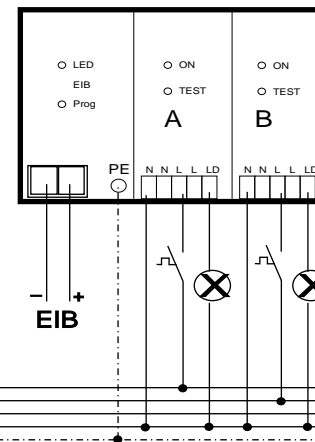 LED
EIB
Prog
ON
TEST
A
ON
TEST
B
PE
N N L L LD
N N L L LD
– +
EIB